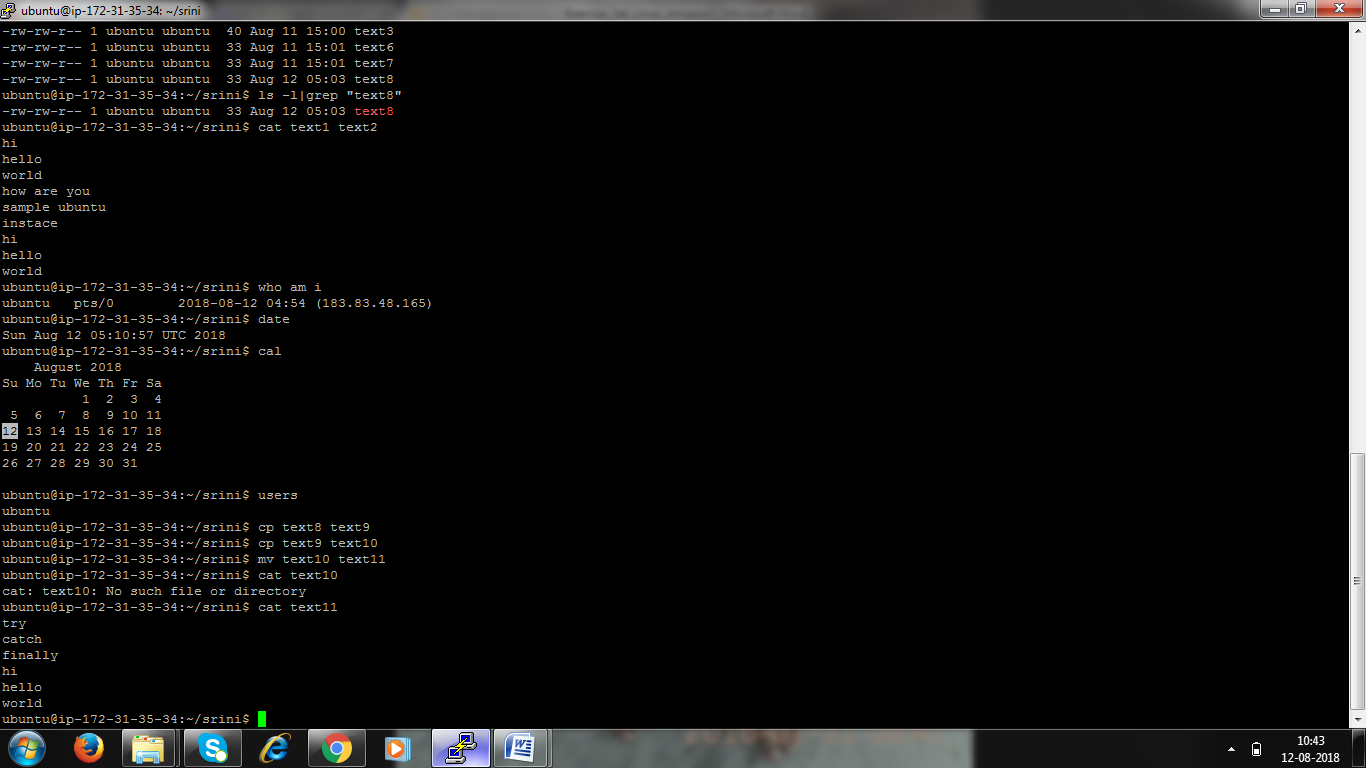 ubuntu@ip-172-31-35-34: ~/srini
-rw-rw-r-- 1 ubuntu ubuntu  40 Aug 11 15:00 text3
-rw-rw-r-- 1 ubuntu ubuntu  33 Aug 11 15:01 text6
-rw-rw-r-- 1 ubuntu ubuntu  33 Aug 11 15:01 text7
-rw-rw-r-- 1 ubuntu ubuntu  33 Aug 12 05:03 text8
ubuntu@ip-172-31-35-34:~/srini$ ls -l|grep "text8"
-rw-rw-r-- 1 ubuntu ubuntu  33 Aug 12 05:03 text8
ubuntu@ip-172-31-35-34:~/srini$ cat text1 text2
hi
hello
world
how are you
sample ubuntu
instace
hi
hello
world
ubuntu@ip-172-31-35-34:~/srini$ who am i
ubuntu   pts/0        2018-08-12 04:54 (183.83.48.165)
ubuntu@ip-172-31-35-34:~/srini$ date
Sun Aug 12 05:10:57 UTC 2018
ubuntu@ip-172-31-35-34:~/srini$ cal
    August 2018
Su Mo Tu We Th Fr Sa
          1  2  3  4
 5  6  7  8  9 10 11
12 13 14 15 16 17 18
19 20 21 22 23 24 25
26 27 28 29 30 31
ubuntu@ip-172-31-35-34:~/srini$ users
ubuntu
ubuntu@ip-172-31-35-34:~/srini$ cp text8 text9
ubuntu@ip-172-31-35-34:~/srini$ cp text9 text10
ubuntu@ip-172-31-35-34:~/srini$ mv text10 text11
ubuntu@ip-172-31-35-34:~/srini$ cat text10
cat: text10: No such file or directory
ubuntu@ip-172-31-35-34:~/srini$ cat text11
try
catch
finally
hi
hello
world
ubuntu@ip-172-31-35-34:~/srini$
10:43
12-08-2018